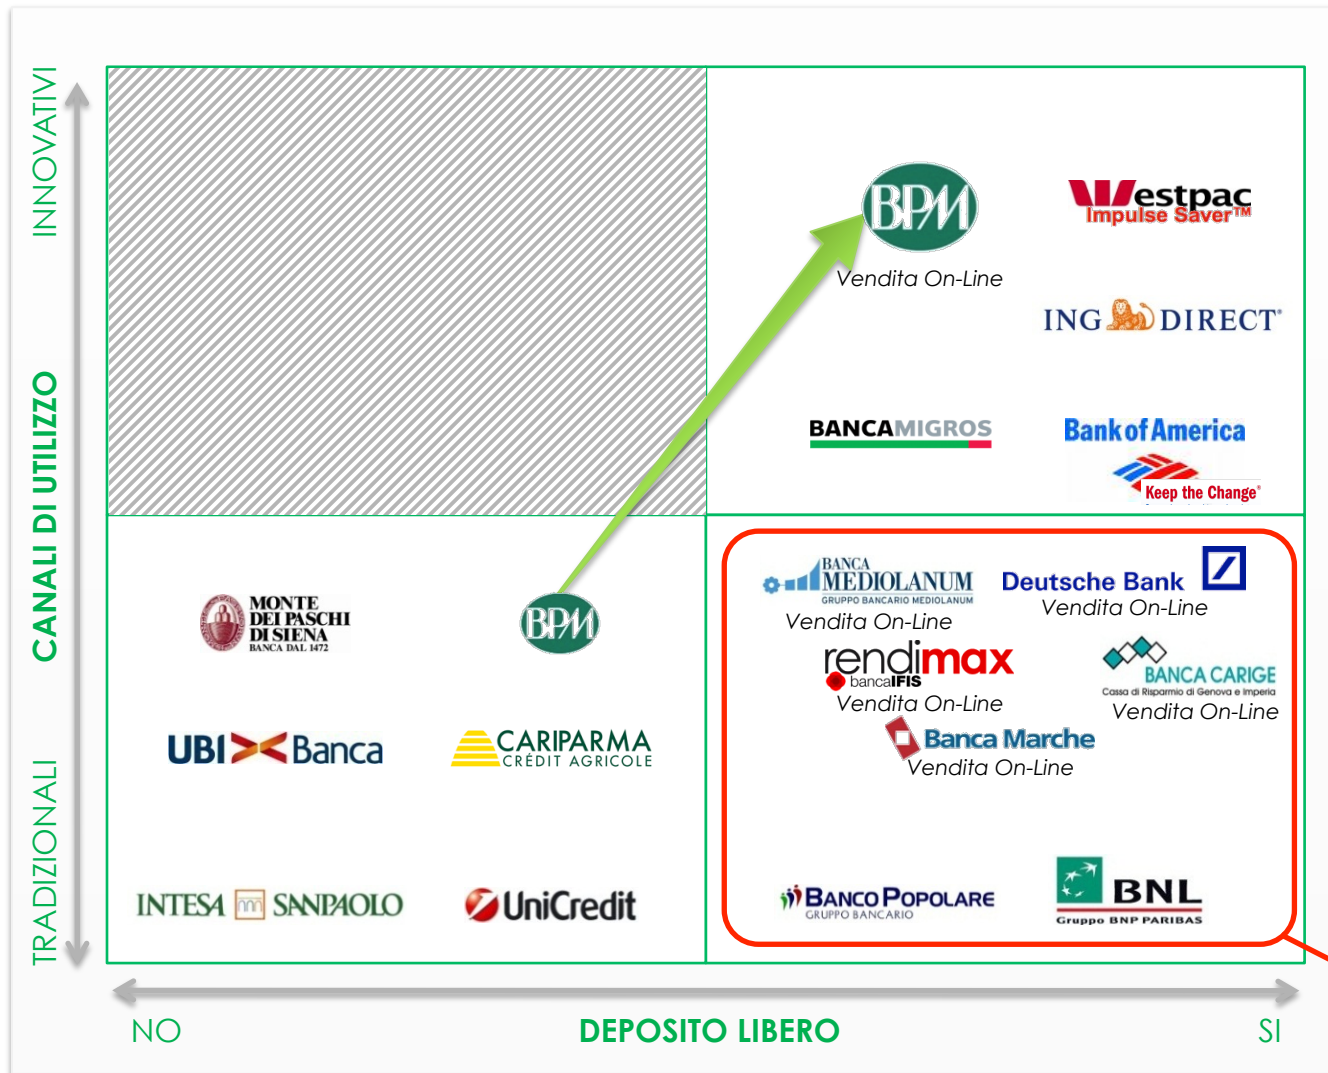 INNOVATIVI
CANALI DI UTILIZZO
TRADIZIONALI
BPM
Vendita On-Line
Westpac
Impulse Saver™
ING DIRECT
BANCAMIGROS
Bank of America
Keep the Change®
MONTE
DEI PASCHI
DI SIENA
BANCA DAL 1472
BPM
UBI Banca
CARIPARMA
CRÉDIT AGRICOLE
INTESA SANPAOLO
UniCredit
BANCA
MEDIOLANUM
GRUPPO BANCARIO MEDIOLANUM
Vendita On-Line
Deutsche Bank
Vendita On-Line
rendimax
bancaIFIS
Vendita On-Line
BANCA CARIGE
Cassa di Risparmio di Genova e Imperia
Vendita On-Line
Banca Marche
Vendita On-Line
BANCO POPOLARE
GRUPPO BANCARIO
BNL
Gruppo BNP PARIBAS
NO
DEPOSITO LIBERO
SI